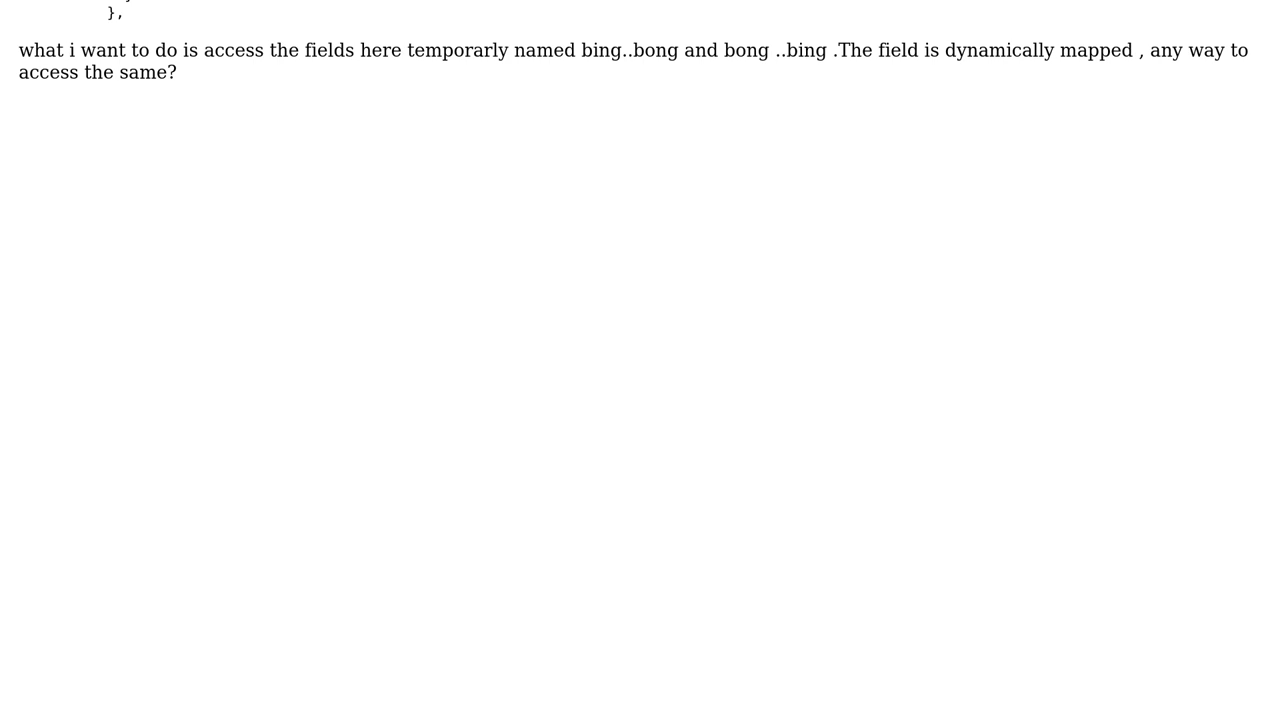 },
what i want to do is access the fields here temporarly named bing..bong and bong ..bing .The field is dynamically mapped , any way to
access the same?